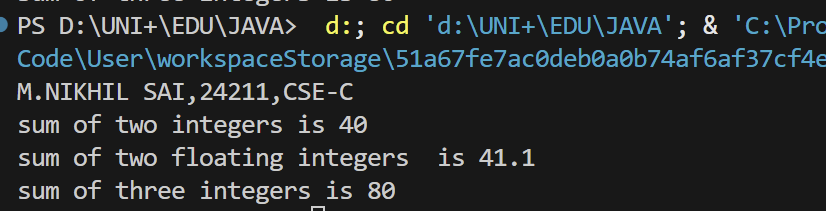 PS D:\UNI+\EDU\JAVA>  d:; cd 'd:\UNI+\EDU\JAVA'; & 'C:\Pro
Code\User\workspaceStorage\51a67fe7ac0deb0a0b74af6af37cf4e
M.NIKHIL SAI,24211,CSE-C
sum of two integers is 40
sum of two floating integers  is 41.1
sum of three integers is 80